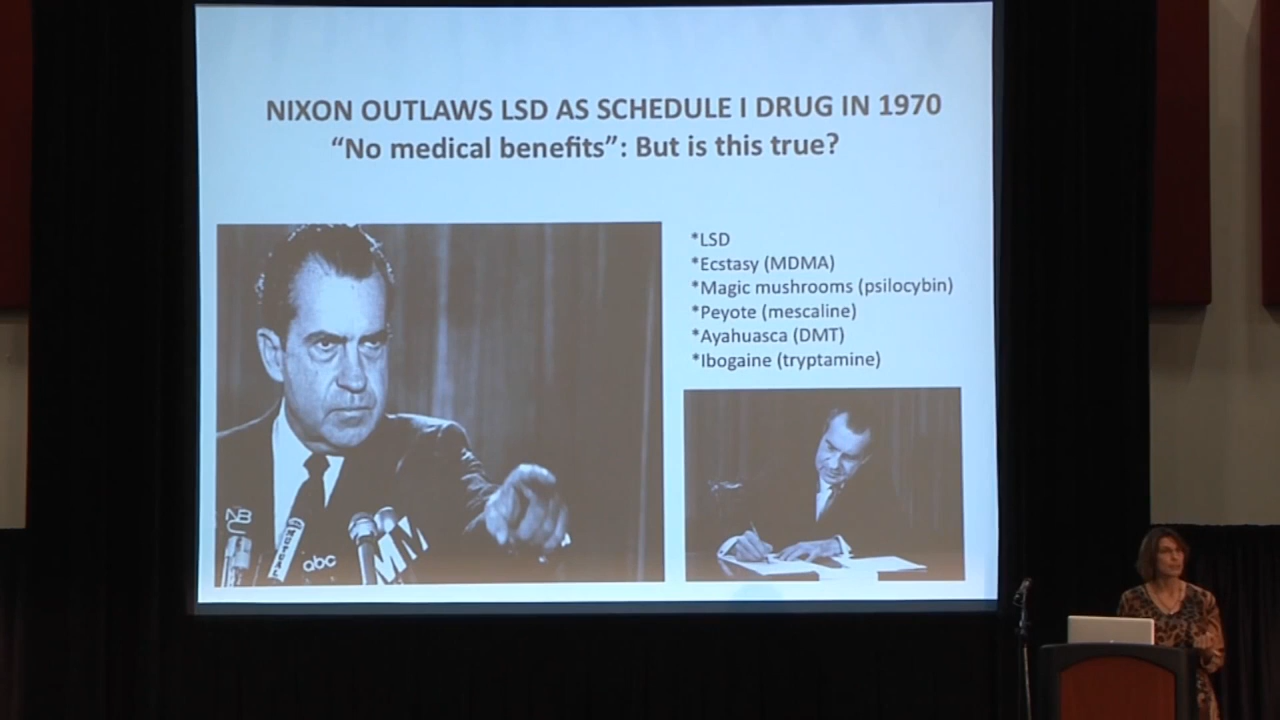 NIXON OUTLAWS LSD AS SCHEDULE I DRUG IN 1970
“No medical benefits”: But is this true?
*LSD
*Ecstasy (MDMA)
*Magic mushrooms (psilocybin)
*Peyote (mescaline)
*Ayahuasca (DMT)
*Ibogaine (tryptamine)
NBC
abc